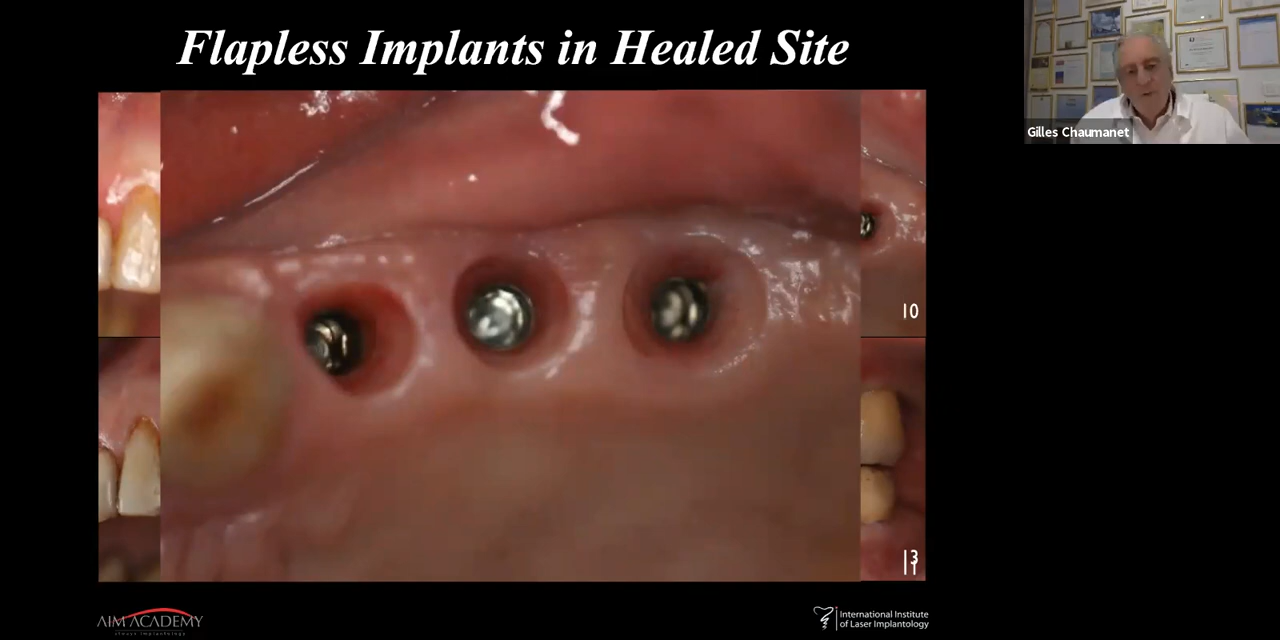 Flapless Implants in Healed Site
Gilles Chaumanet
10
13
AIM ACADEMY
International Institute
of Laser Implantology